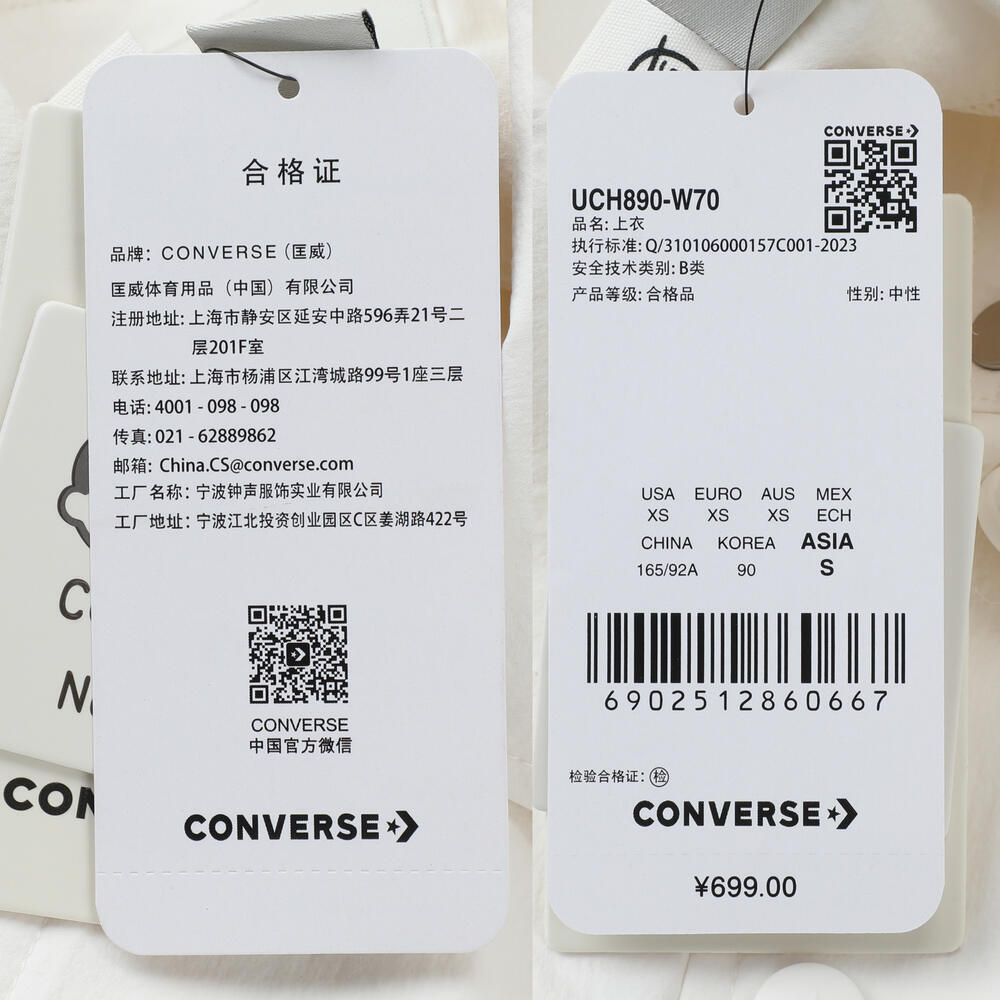 合格证
品牌: CONVERSE (匡威)
匡威体育用品（中国）有限公司
注册地址: 上海市静安区延安中路596弄21号二
层201F室
联系地址: 上海市杨浦区江湾城路99号1座三层
电话: 4001 - 098 - 098
传真: 021 - 62889862
邮箱: China.CS@converse.com
工厂名称: 宁波钟声服饰实业有限公司
工厂地址: 宁波江北投资创业园区C区姜湖路422号
CONVERSE
中国官方微信
CONVERSE
CON
CONVERSE
UCH890-W70
品名: 上衣
执行标准: Q/310106000157C001-2023
安全技术类别: B类
产品等级: 合格品 性别: 中性
USA EURO AUS MEX
XS XS XS ECH
CHINA KOREA ASIA
165/92A 90 S
6902512860667
检验合格证: 检
CONVERSE
¥699.00